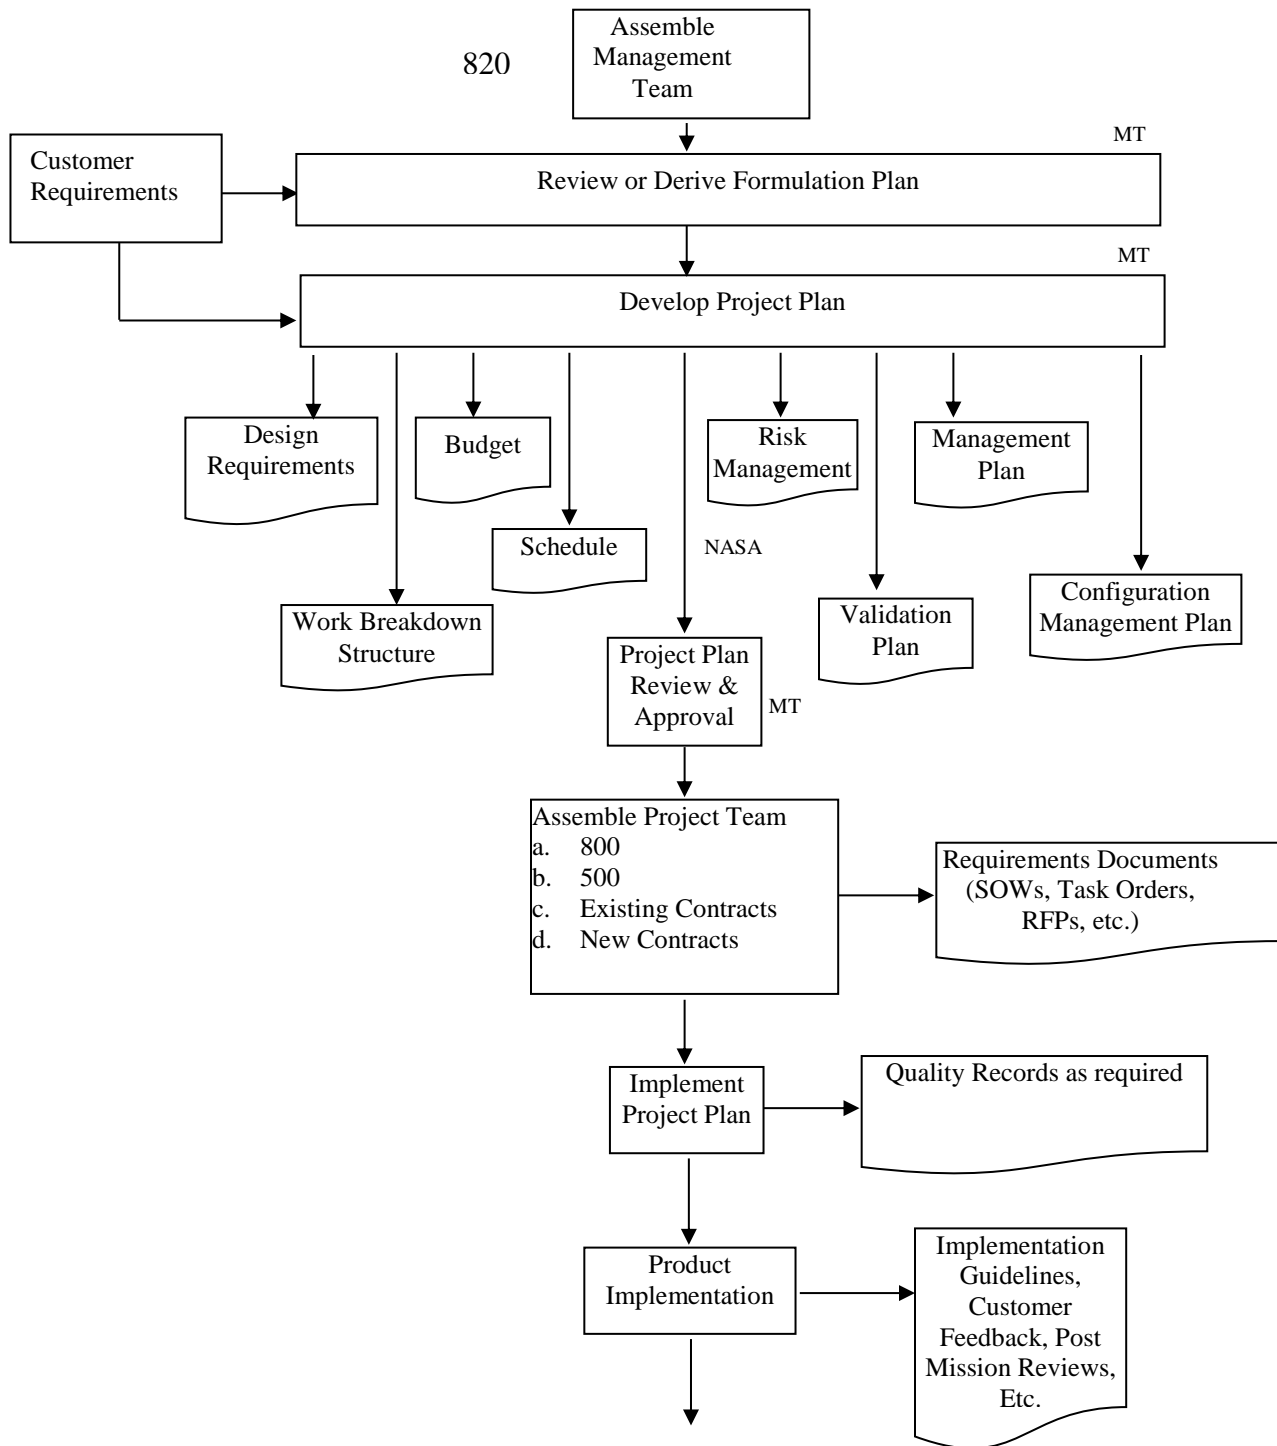 820
Assemble
Management
Team
MT
Customer
Requirements
Review or Derive Formulation Plan
MT
Develop Project Plan
Design
Requirements
Budget
Risk
Management
Management
Plan
Schedule
NASA
Work Breakdown
Structure
Validation
Plan
Configuration
Management Plan
Project Plan
Review &
Approval
MT
Assemble Project Team
a. 800
b. 500
c. Existing Contracts
d. New Contracts
Requirements Documents
(SOWs, Task Orders,
RFPs, etc.)
Implement
Project Plan
Quality Records as required
Product
Implementation
Implementation
Guidelines,
Customer
Feedback, Post
Mission Reviews,
Etc.